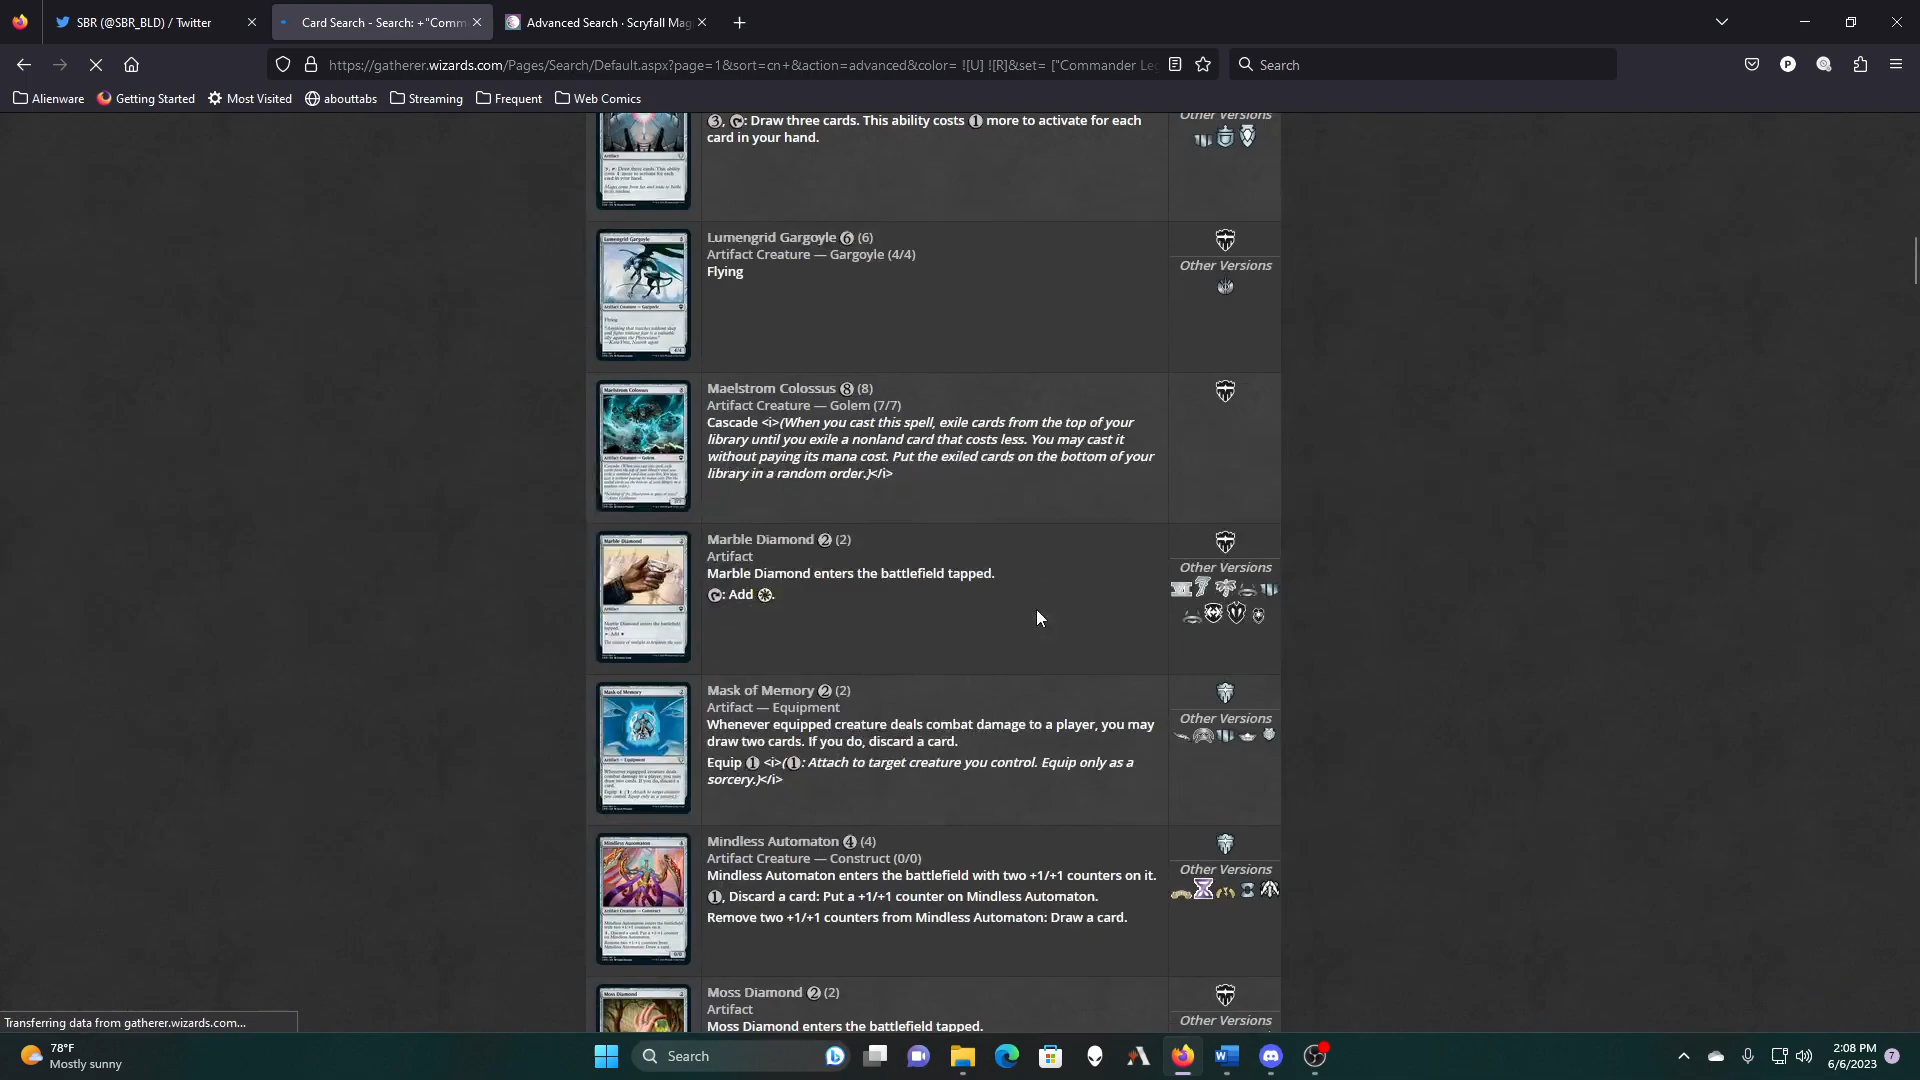 SBR (@SBR_BLD) / Twitter
Card Search - Search: +"Comm
Advanced Search · Scryfall Mag
https://gatherer.wizards.com/Pages/Search/Default.aspx?page=1&sort=cn+&action=advanced&color= ![U] ![R]&set= ["Commander Leg
Search
Alienware
Getting Started
Most Visited
abouttabs
Streaming
Frequent
Web Comics
3, : Draw three cards. This ability costs 1 more to activate for each
card in your hand.
Other Versions
Lumengrid Gargoyle 6 (6)
Artifact Creature — Gargoyle (4/4)
Flying
Other Versions
Maelstrom Colossus 8 (8)
Artifact Creature — Golem (7/7)
Cascade <i>(When you cast this spell, exile cards from the top of your
library until you exile a nonland card that costs less. You may cast it
without paying its mana cost. Put the exiled cards on the bottom of your
library in a random order.)</i>
Marble Diamond 2 (2)
Artifact
Marble Diamond enters the battlefield tapped.
: Add .
Other Versions
Mask of Memory 2 (2)
Artifact — Equipment
Whenever equipped creature deals combat damage to a player, you may
draw two cards. If you do, discard a card.
Equip 1 <i>(1: Attach to target creature you control. Equip only as a
sorcery.)</i>
Other Versions
Mindless Automaton 4 (4)
Artifact Creature — Construct (0/0)
Mindless Automaton enters the battlefield with two +1/+1 counters on it.
1, Discard a card: Put a +1/+1 counter on Mindless Automaton.
Remove two +1/+1 counters from Mindless Automaton: Draw a card.
Other Versions
Moss Diamond 2 (2)
Artifact
Moss Diamond enters the battlefield tapped.
Other Versions
Transferring data from gatherer.wizards.com...
78°F
Mostly sunny
Search
2:08 PM
6/6/2023
7